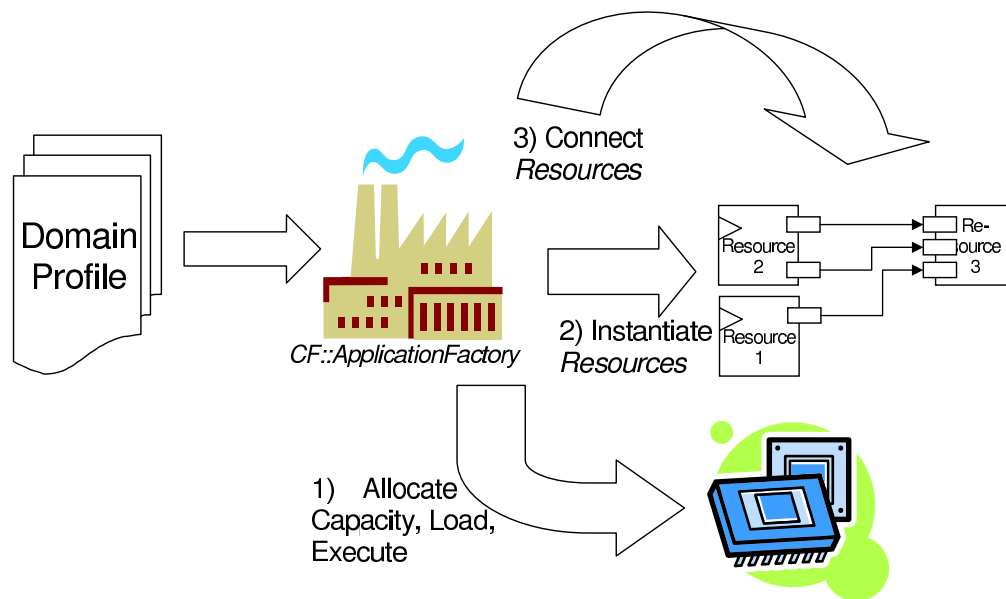 3) Connect
Resources
Domain
Profile
Resource
2
Re-
source
3
CF::ApplicationFactory
2) Instantiate
Resources
Resource
1
1) Allocate
Capacity, Load,
Execute